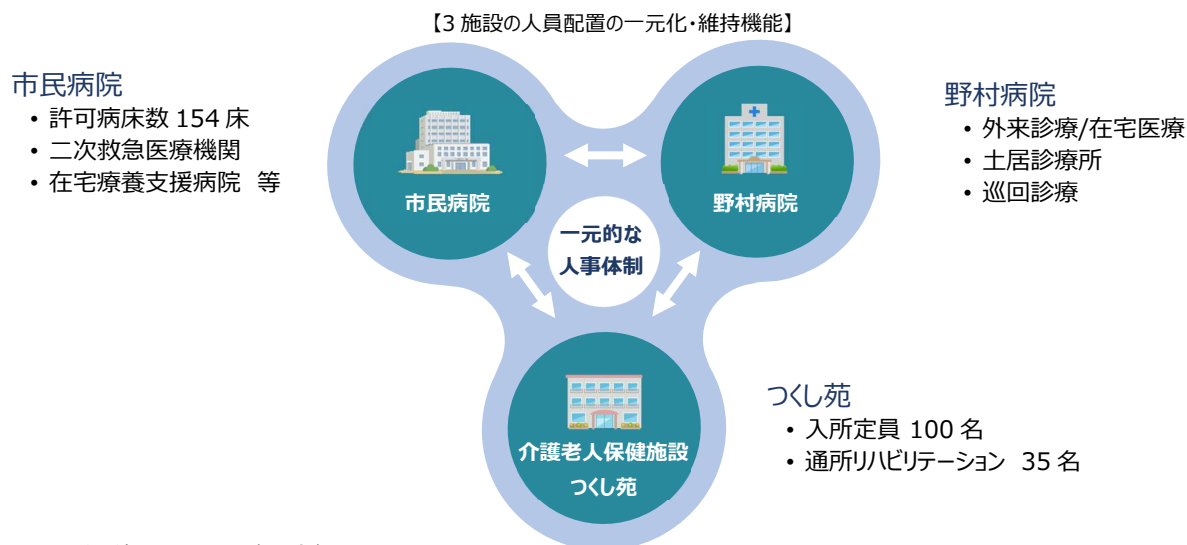 【3 施設の人員配置の一元化・維持機能】
市民病院
• 許可病床数 154 床
• 二次救急医療機関
• 在宅療養支援病院 等
野村病院
• 外来診療/在宅医療
• 土居診療所
• 巡回診療
市民病院
野村病院
一元的な
人事体制
介護老人保健施設
つくし苑
つくし苑
• 入所定員 100 名
• 通所リハビリテーション 35 名